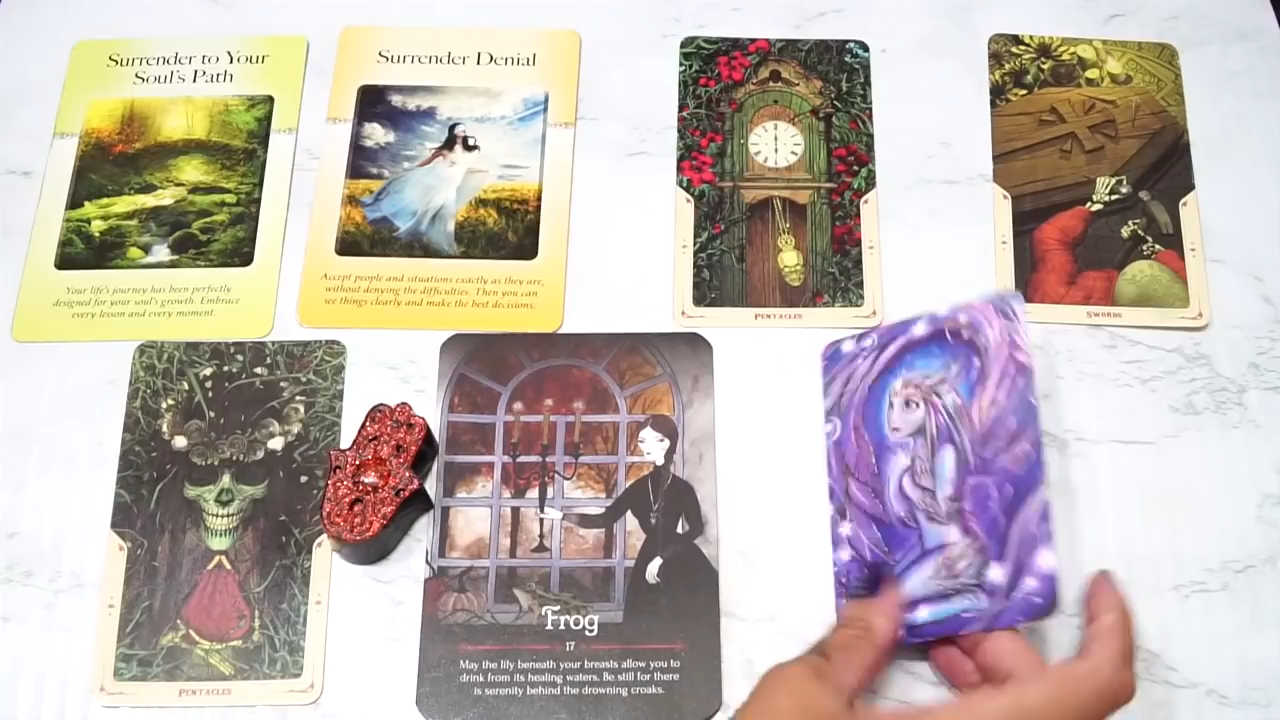 Surrender to Your
Soul's Path
Your life's journey has been perfectly
designed for your soul's growth. Embrace
every lesson and every moment.
Surrender Denial
Accept people and situations exactly as they are,
without denying the difficulties. Then you can
see things clearly and make the best decisions.
PENTACLES
SWORDS
PENTACLES
Frog
17
May the lily beneath your breasts allow you to
drink from its healing waters. Be still for there
is serenity behind the drowning croaks.